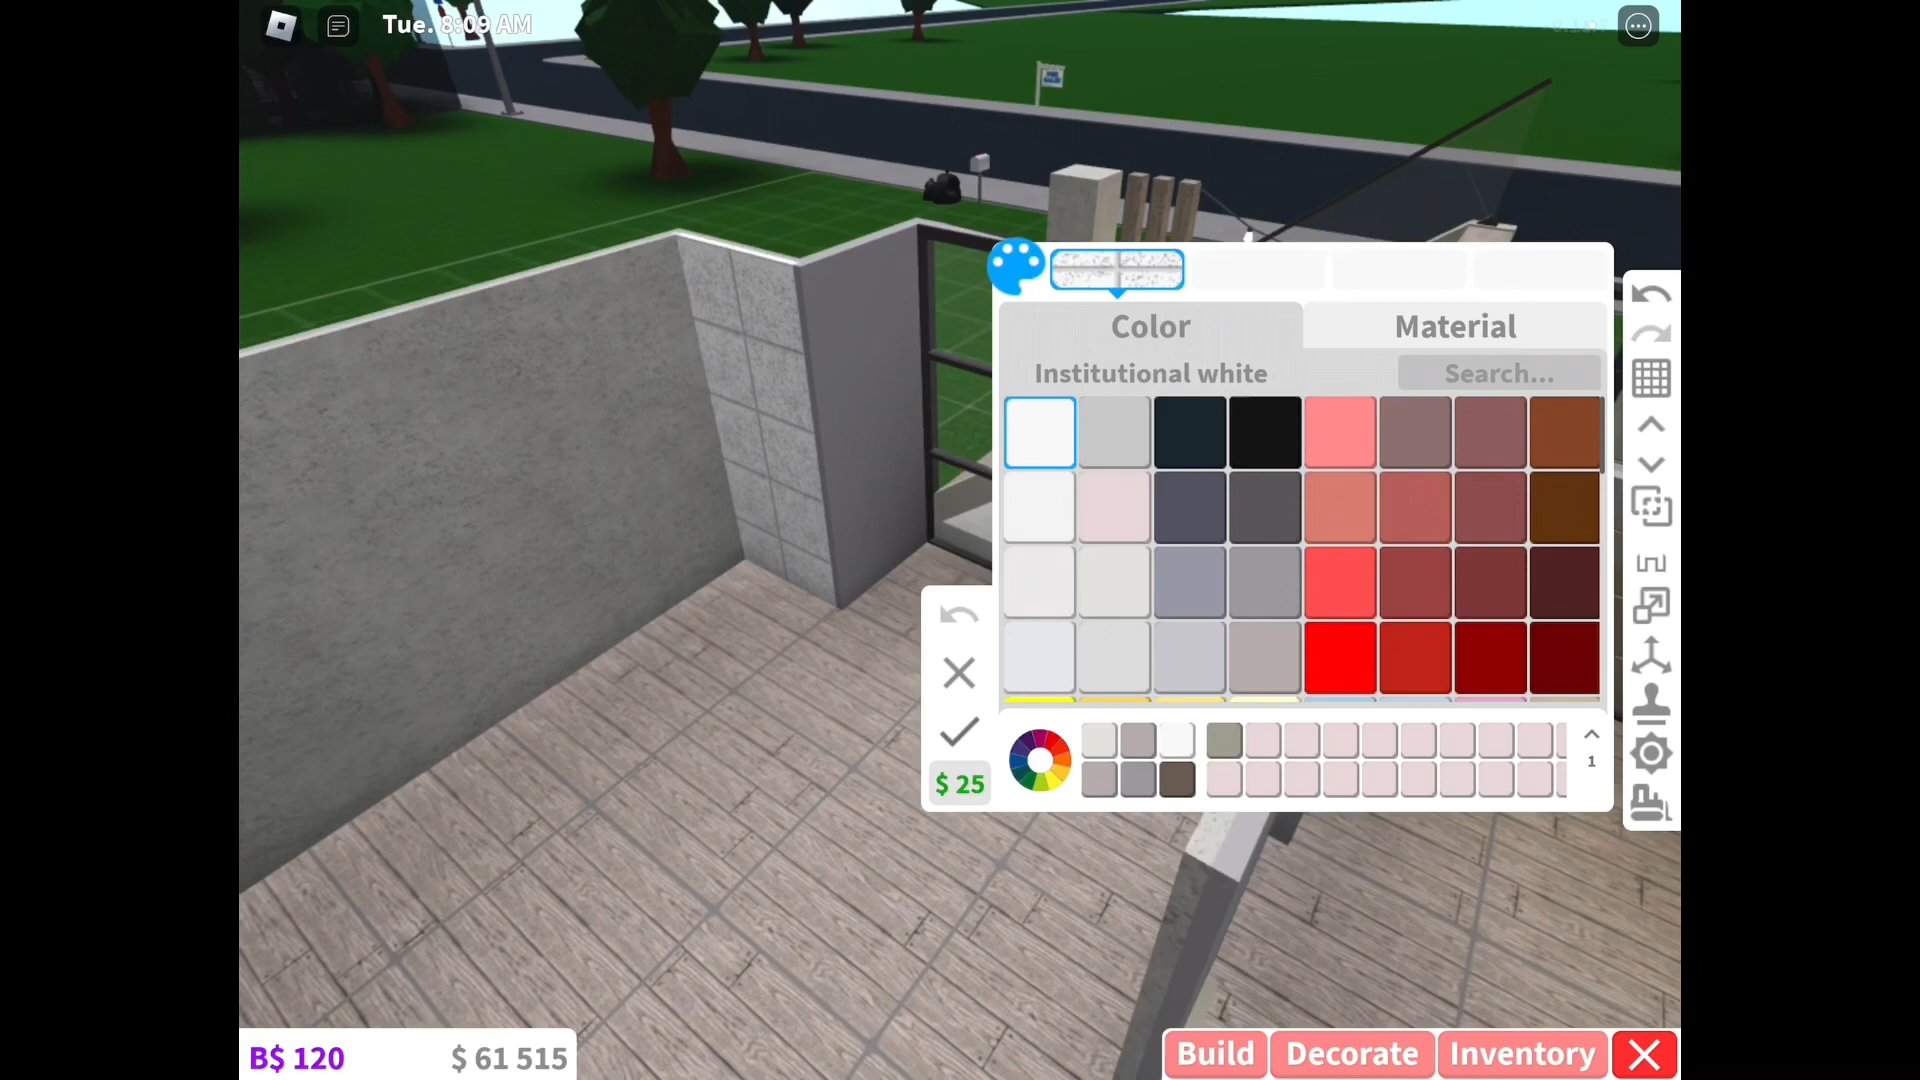 Tue. 8:09 AM
Color
Material
Institutional white
Search...
1
$ 25
B$ 120
$ 61 515
Build
Decorate
Inventory